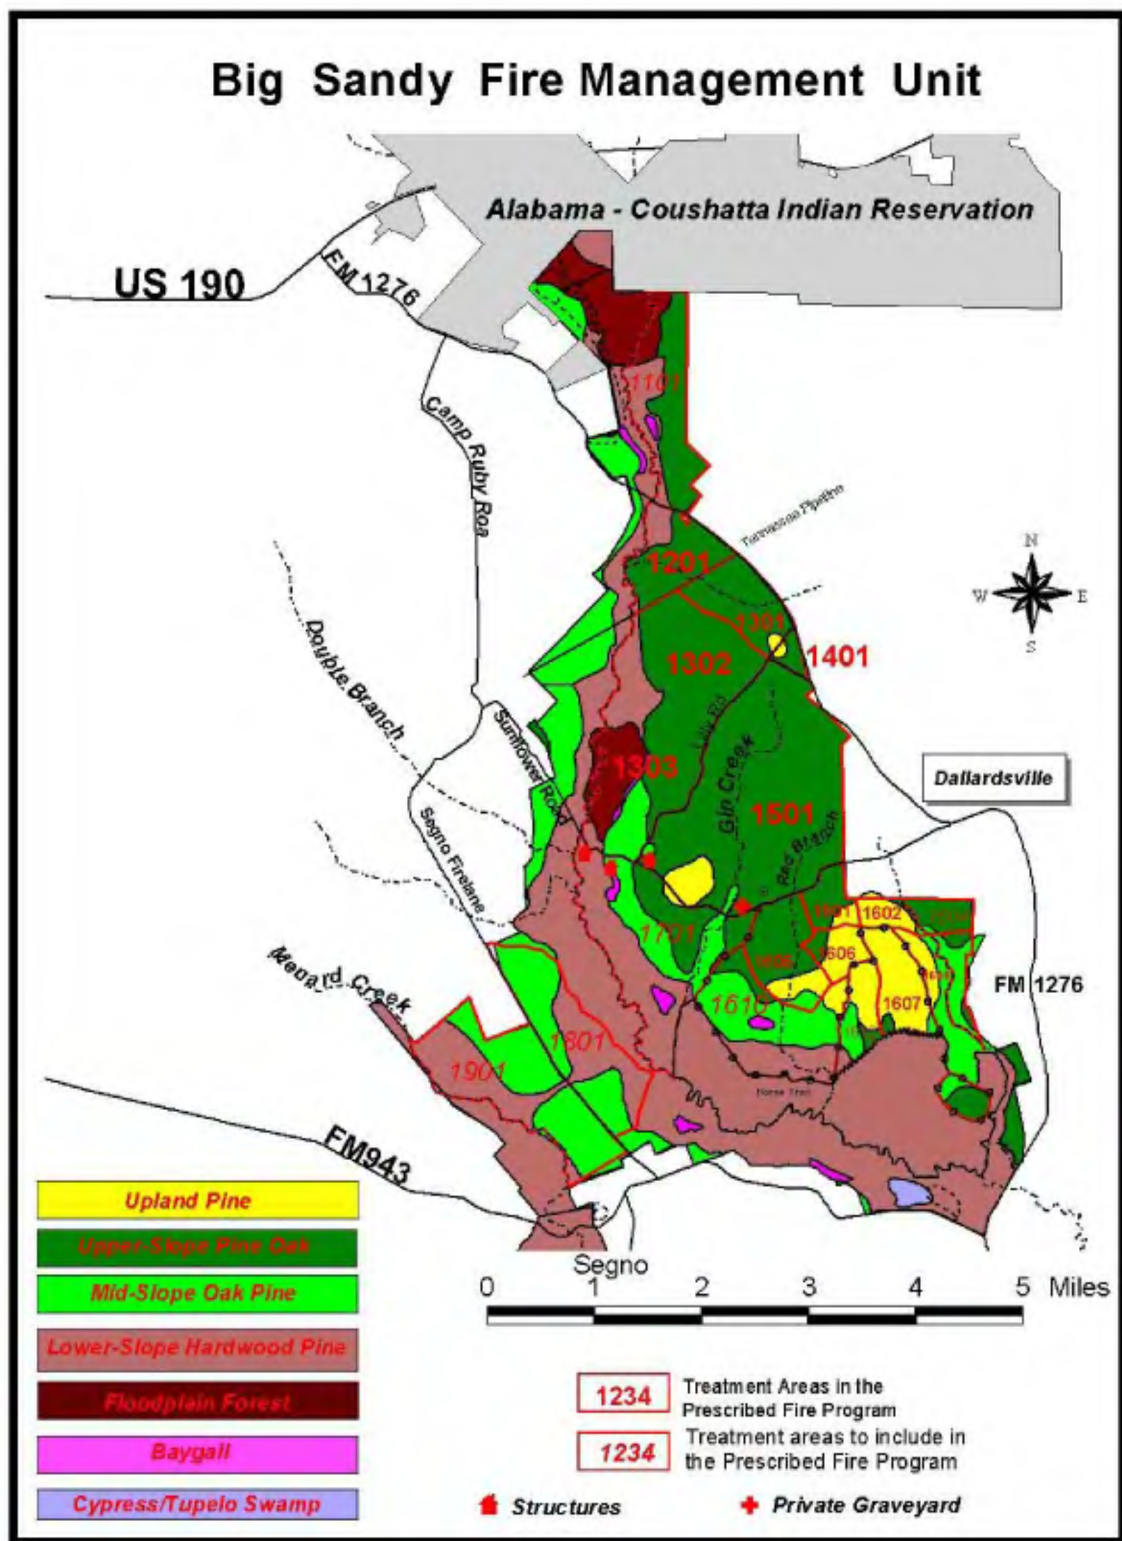 Big Sandy Fire Management Unit
Alabama - Coushatta Indian Reservation
US 190
FM 1276
1101
Camp Ruby Roa
Tennessee Pipeline
1201
N
W
E
S
1301
1302
1401
Double Branch
Lilly Rd
Sunflower Road
1303
Gin Creek
Dallardsville
1501
Red Branch
Segno Firelane
1602
1701
1606
FM 1276
Menard Creek
1610
1607
1801
1901
Horse Trail
FM943
Upland Pine
Upper-Slope Pine Oak
Mid-Slope Oak Pine
Lower-Slope Hardwood Pine
Floodplain Forest
Baygall
Cypress/Tupelo Swamp
Segno
0 1 2 3 4 5 Miles
1234 Treatment Areas in the
Prescribed Fire Program
1234 Treatment areas to include in
the Prescribed Fire Program
Structures
Private Graveyard